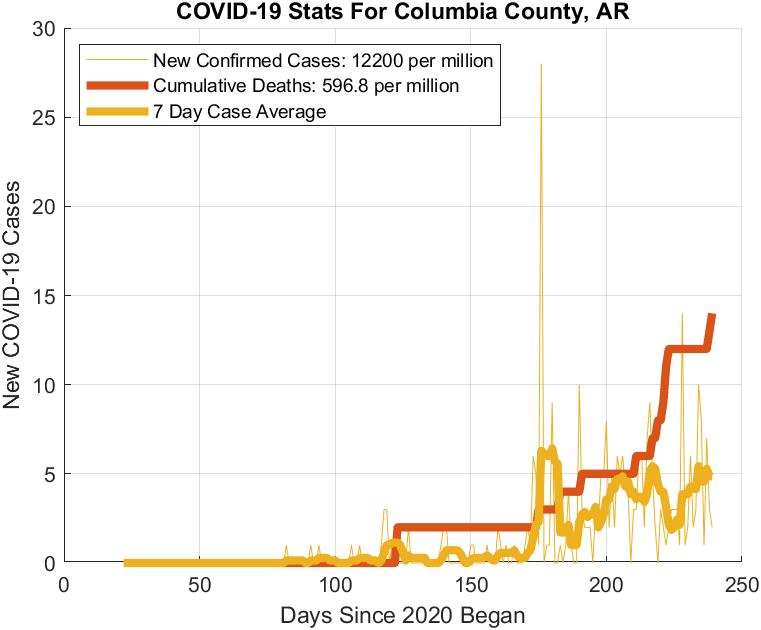 COVID-19 Stats For Columbia County, AR
New Confirmed Cases: 12200 per million
Cumulative Deaths: 596.8 per million
7 Day Case Average
New COVID-19 Cases
30
25
20
15
10
5
0
0 50 100 150 200 250
Days Since 2020 Began